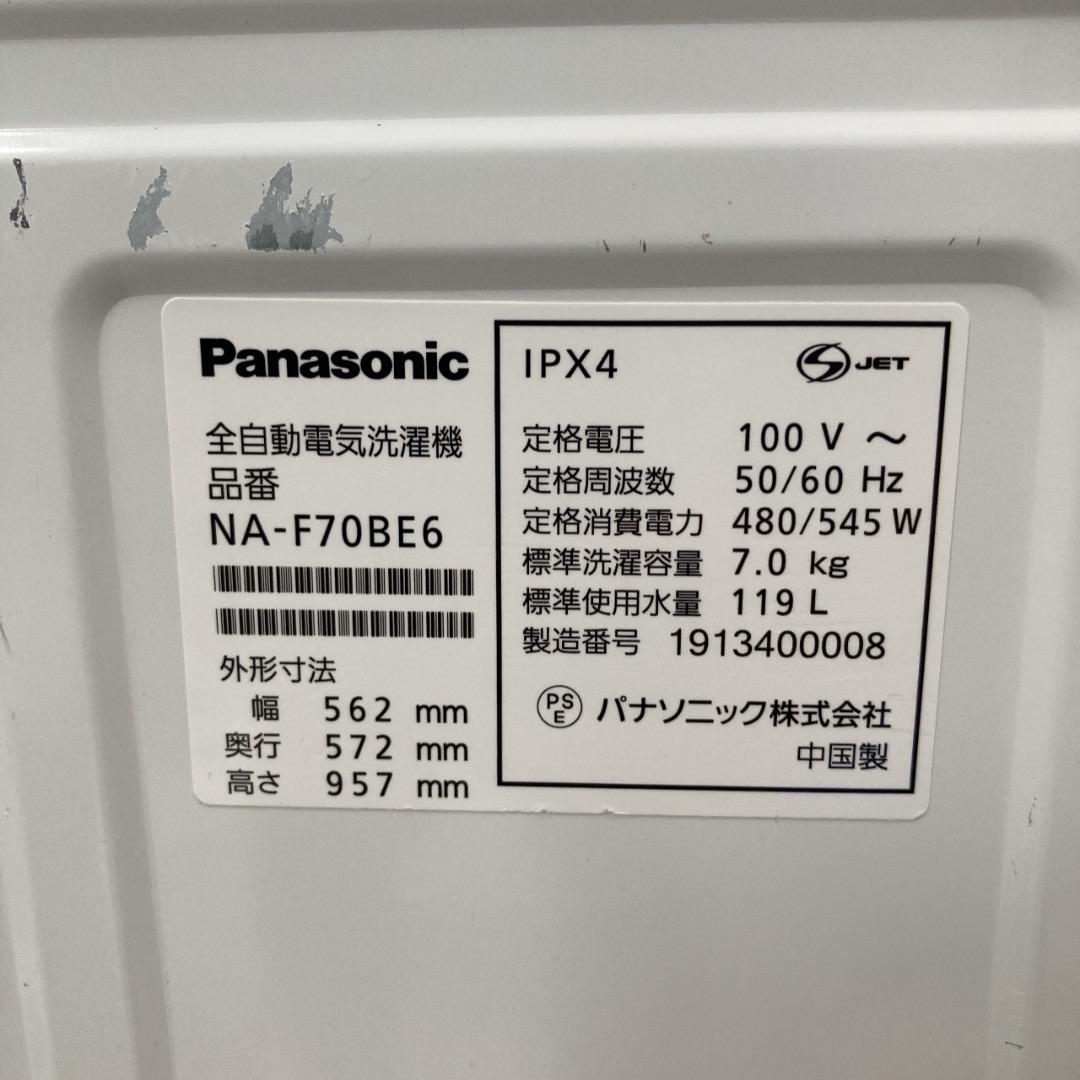 Panasonic
全自動電気洗濯機
品番
NA-F70BE6
外形寸法
幅 562 mm
奥行 572 mm
高さ 957 mm
IPX4
S JET
定格電圧 100 V ～
定格周波数 50/60 Hz
定格消費電力 480/545 W
標準洗濯容量 7.0 kg
標準使用水量 119 L
製造番号 1913400008
PS
E
パナソニック株式会社
中国製